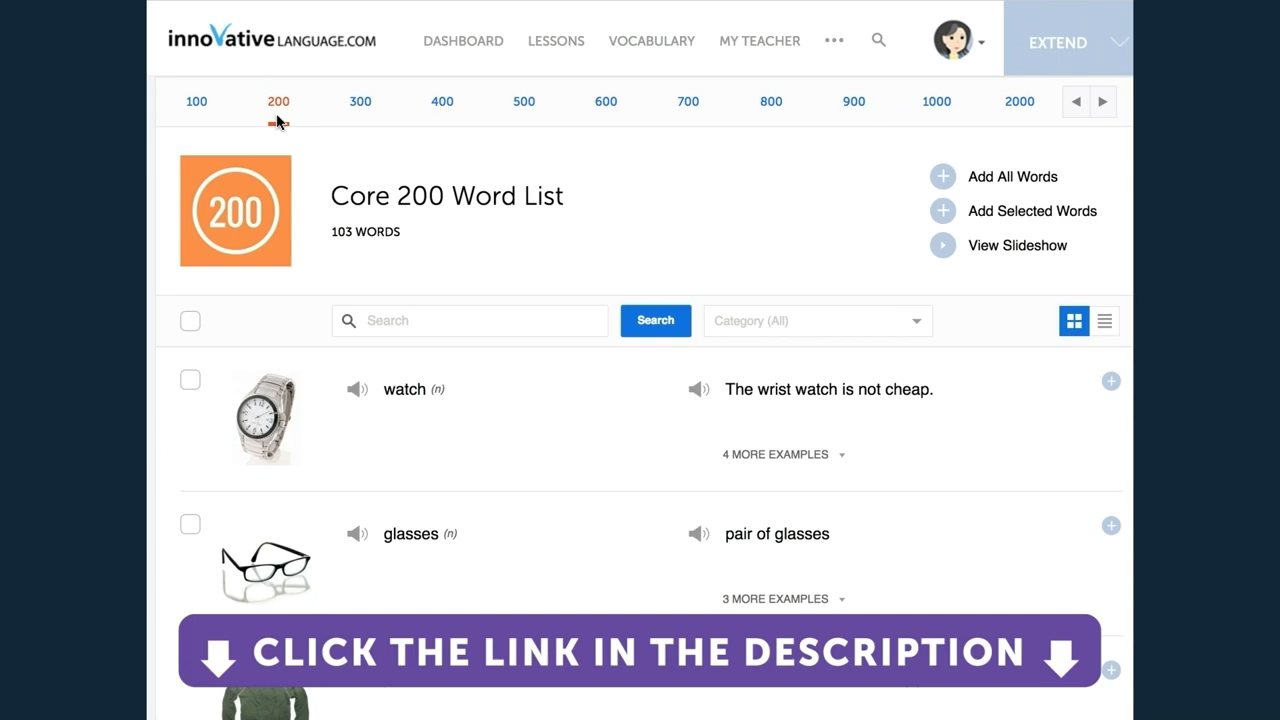 innoVative LANGUAGE.COM
DASHBOARD LESSONS VOCABULARY MY TEACHER ••• EXTEND
100 200 300 400 500 600 700 800 900 1000 2000
200
Core 200 Word List
103 WORDS
Add All Words
Add Selected Words
View Slideshow
Search Search Category (All)
watch (n) The wrist watch is not cheap.
4 MORE EXAMPLES
glasses (n) pair of glasses
3 MORE EXAMPLES
CLICK THE LINK IN THE DESCRIPTION